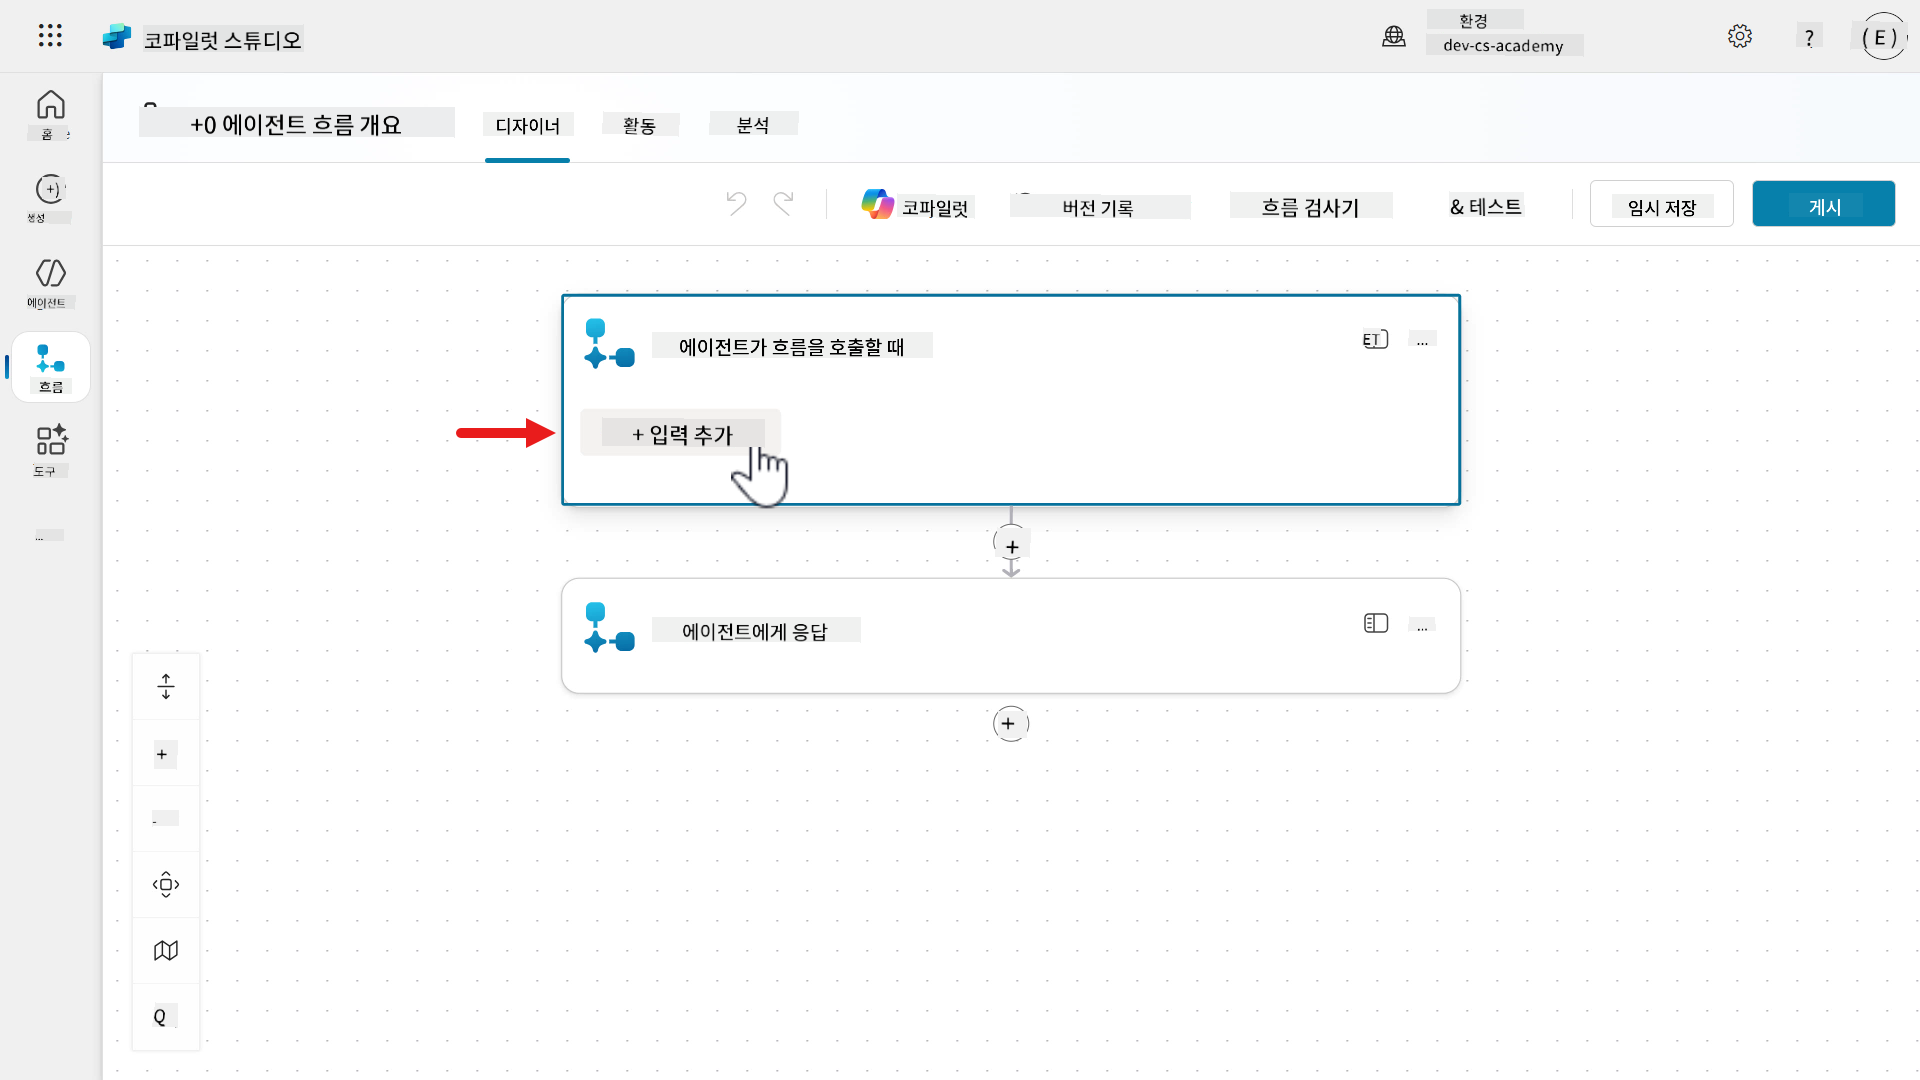 코파일럿 스튜디오
환경
dev-cs-academy
?
( E )
홈
+0 에이전트 흐름 개요
디자이너
활동
분석
생성
코파일럿
버전 기록
흐름 검사기
& 테스트
임시 저장
게시
에이전트
에이전트가 흐름을 호출할 때
ET
...
흐름
+ 입력 추가
도구
...
+
에이전트에게 응답
...
+
+
-
Q